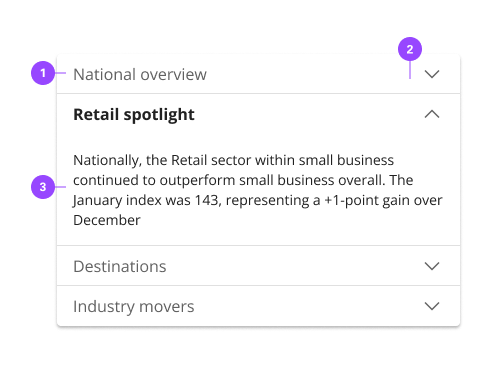 2
1
National overview
Retail spotlight
3
Nationally, the Retail sector within small business
continued to outperform small business overall. The
January index was 143, representing a +1-point gain over
December
Destinations
Industry movers